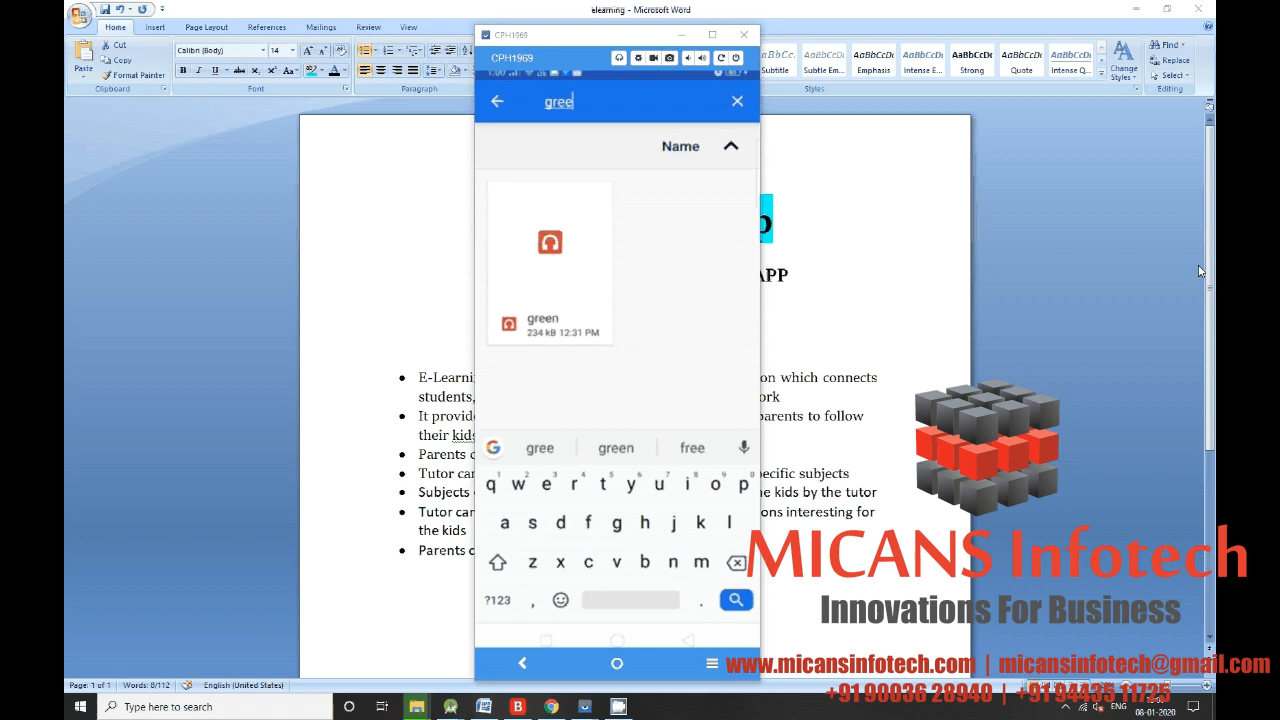 elearning - Microsoft Word
Home Insert Page Layout References Mailings Review View
Paste
Cut
Copy
Format Painter
Clipboard
Calibri (Body) 14
Font
Paragraph
Subtitle Subtle Em... Emphasis Intense E... Strong Quote Intense Q...
Styles
Change Styles
Find
Replace
Select
Editing
CPH1969
CPH1969
gree
Name
green
234 kB 12:31 PM
gree green free
q w e r t y u i o p
a s d f g h j k l
z x c v b n m
?123 , .
APP
E-Learni on which connects
students, ork
It provide parents to follow
their kids
Parents c
Tutor can pecific subjects
Subjects e kids by the tutor
Tutor can ons interesting for
the kids
Parents c
MICANS Infotech
Innovations For Business
www.micansinfotech.com | micansinfotech@gmail.com
+91 90036 28940 | +91 94435 11725
Page: 1 of 1 Words: 8/112 English (United States)
Type here to search
ENG
08-01-2020